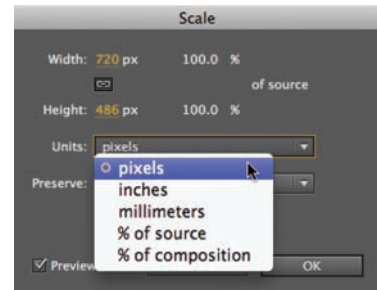 Scale
Width: 720 px 100.0 %
of source
Height: 486 px 100.0 %
Units: pixels
pixels
inches
Preserve:
millimeters
% of source
% of composition
Preview
OK